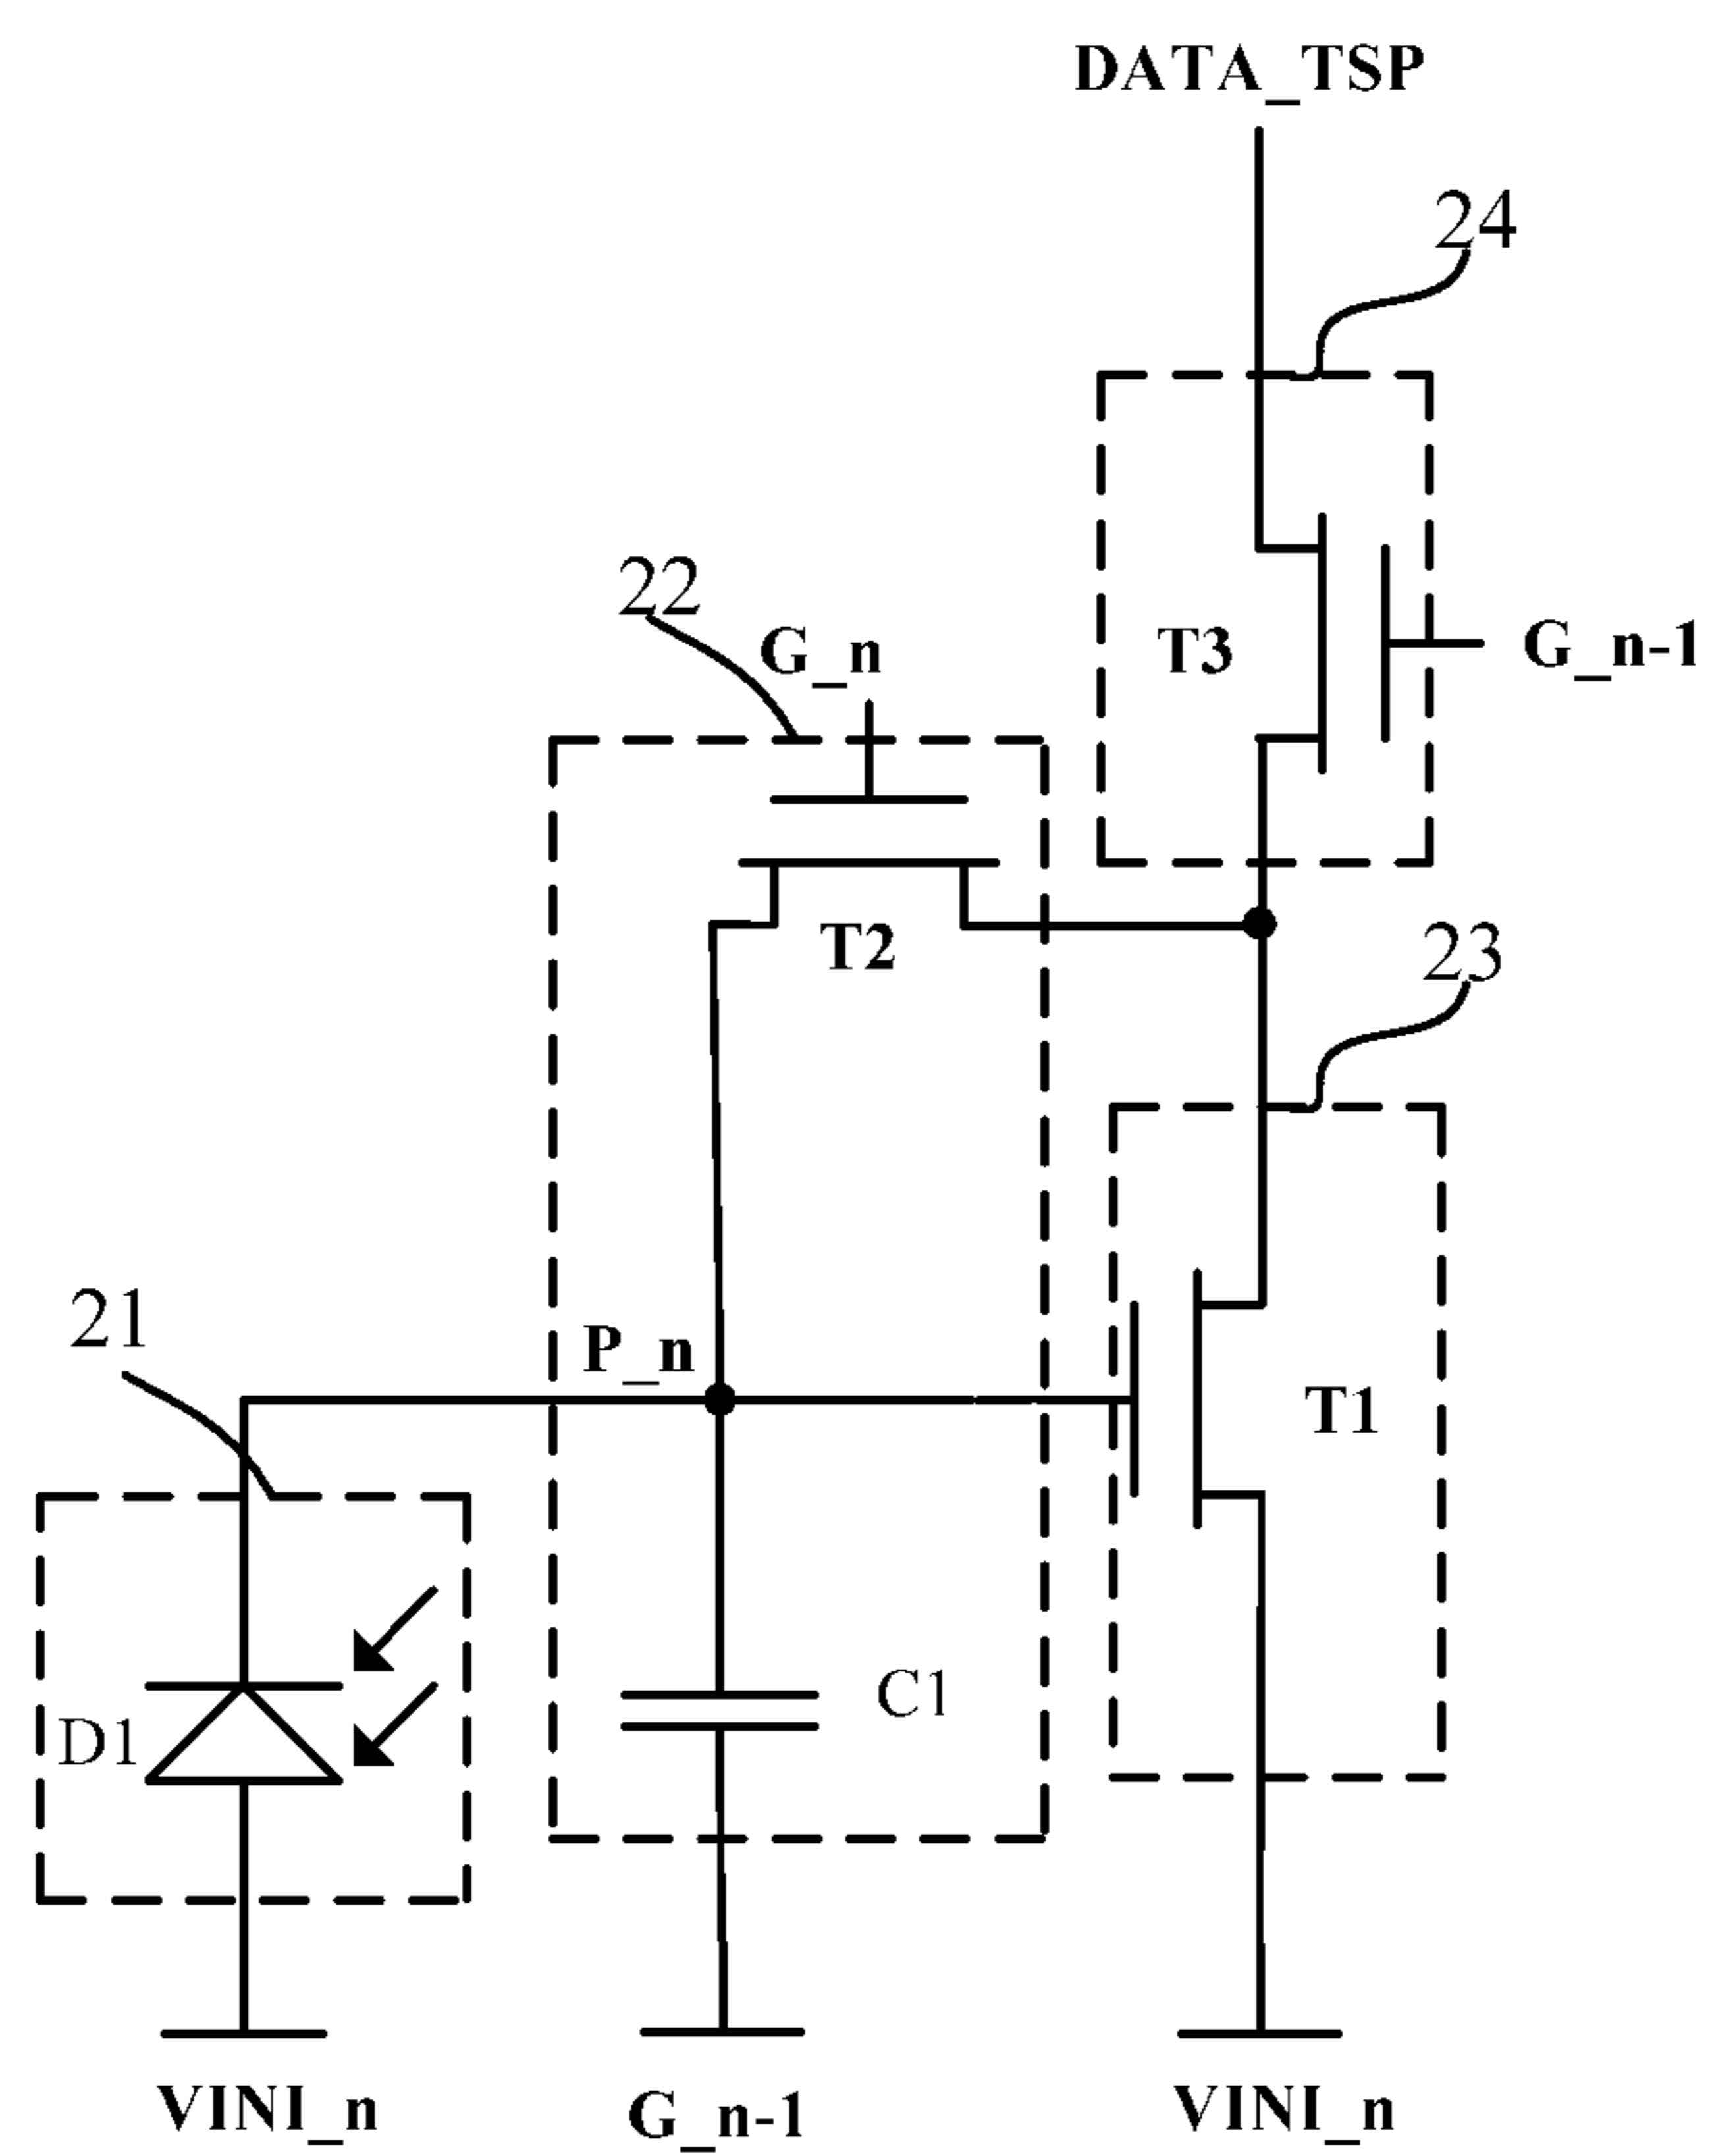 DATA_TSP
24
22
G_n
T3
G_n-1
T2
23
21
P_n
T1
C1
D1
VINI_n
G_n-1
VINI_n